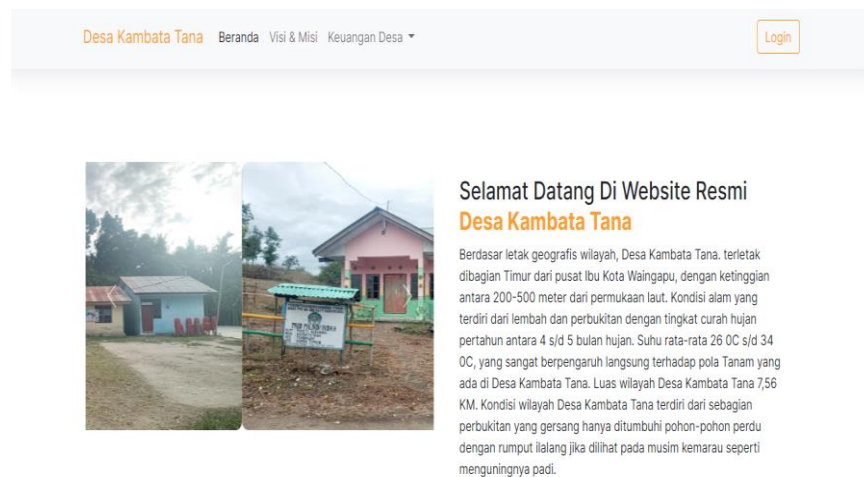 Desa Kambata Tana Beranda Visi & Misi Keuangan Desa Login
Selamat Datang Di Website Resmi
Desa Kambata Tana
Berdasar letak geografis wilayah, Desa Kambata Tana. terletak
dibagian Timur dari pusat Ibu Kota Waingapu, dengan ketinggian
antara 200-500 meter dari permukaan laut. Kondisi alam yang
terdiri dari lembah dan perbukitan dengan tingkat curah hujan
pertahun antara 4 s/d 5 bulan hujan. Suhu rata-rata 26 0C s/d 34
0C, yang sangat berpengaruh langsung terhadap pola Tanam yang
ada di Desa Kambata Tana. Luas wilayah Desa Kambata Tana 7,56
KM. Kondisi wilayah Desa Kambata Tana terdiri dari sebagian
perbukitan yang gersang hanya ditumbuhi pohon-pohon perdu
dengan rumput ilalang jika dilihat pada musim kemarau seperti
menguningnya padi.